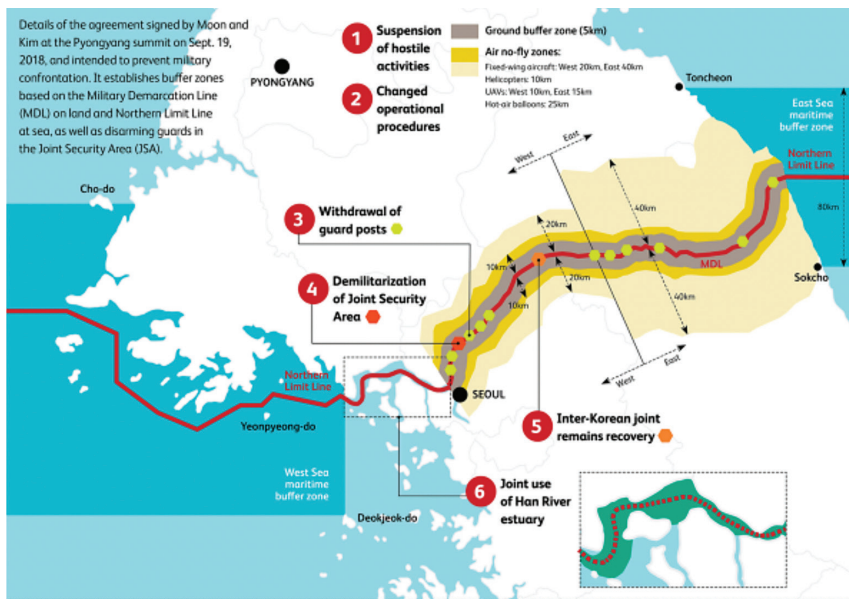 Details of the agreement signed by Moon and
Kim at the Pyongyang summit on Sept. 19,
2018, and intended to prevent military
confrontation. It establishes buffer zones
based on the Military Demarcation Line
(MDL) on land and Northern Limit Line
at sea, as well as disarming guards in
the Joint Security Area (JSA).
PYONGYANG
1
Suspension
of hostile
activities
2
Changed
operational
procedures
Ground buffer zone (5km)
Air no-fly zones:
Fixed-wing aircraft: West 20km, East 40km
Helicopters: 10km
UAVs: West 10km, East 15km
Hot-air balloons: 25km
Toncheon
East Sea
maritime
buffer zone
Northern
Limit Line
80km
Sokcho
West
East
40km
20km
10km
10km
20km
40km
MDL
West
East
Cho-do
3
Withdrawal of
guard posts
4
Demilitarization
of Joint Security
Area
Northern
Limit Line
SEOUL
Yeonpyeong-do
West Sea
maritime
buffer zone
Deokjeok-do
5
Inter-Korean joint
remains recovery
6
Joint use
of Han River
estuary